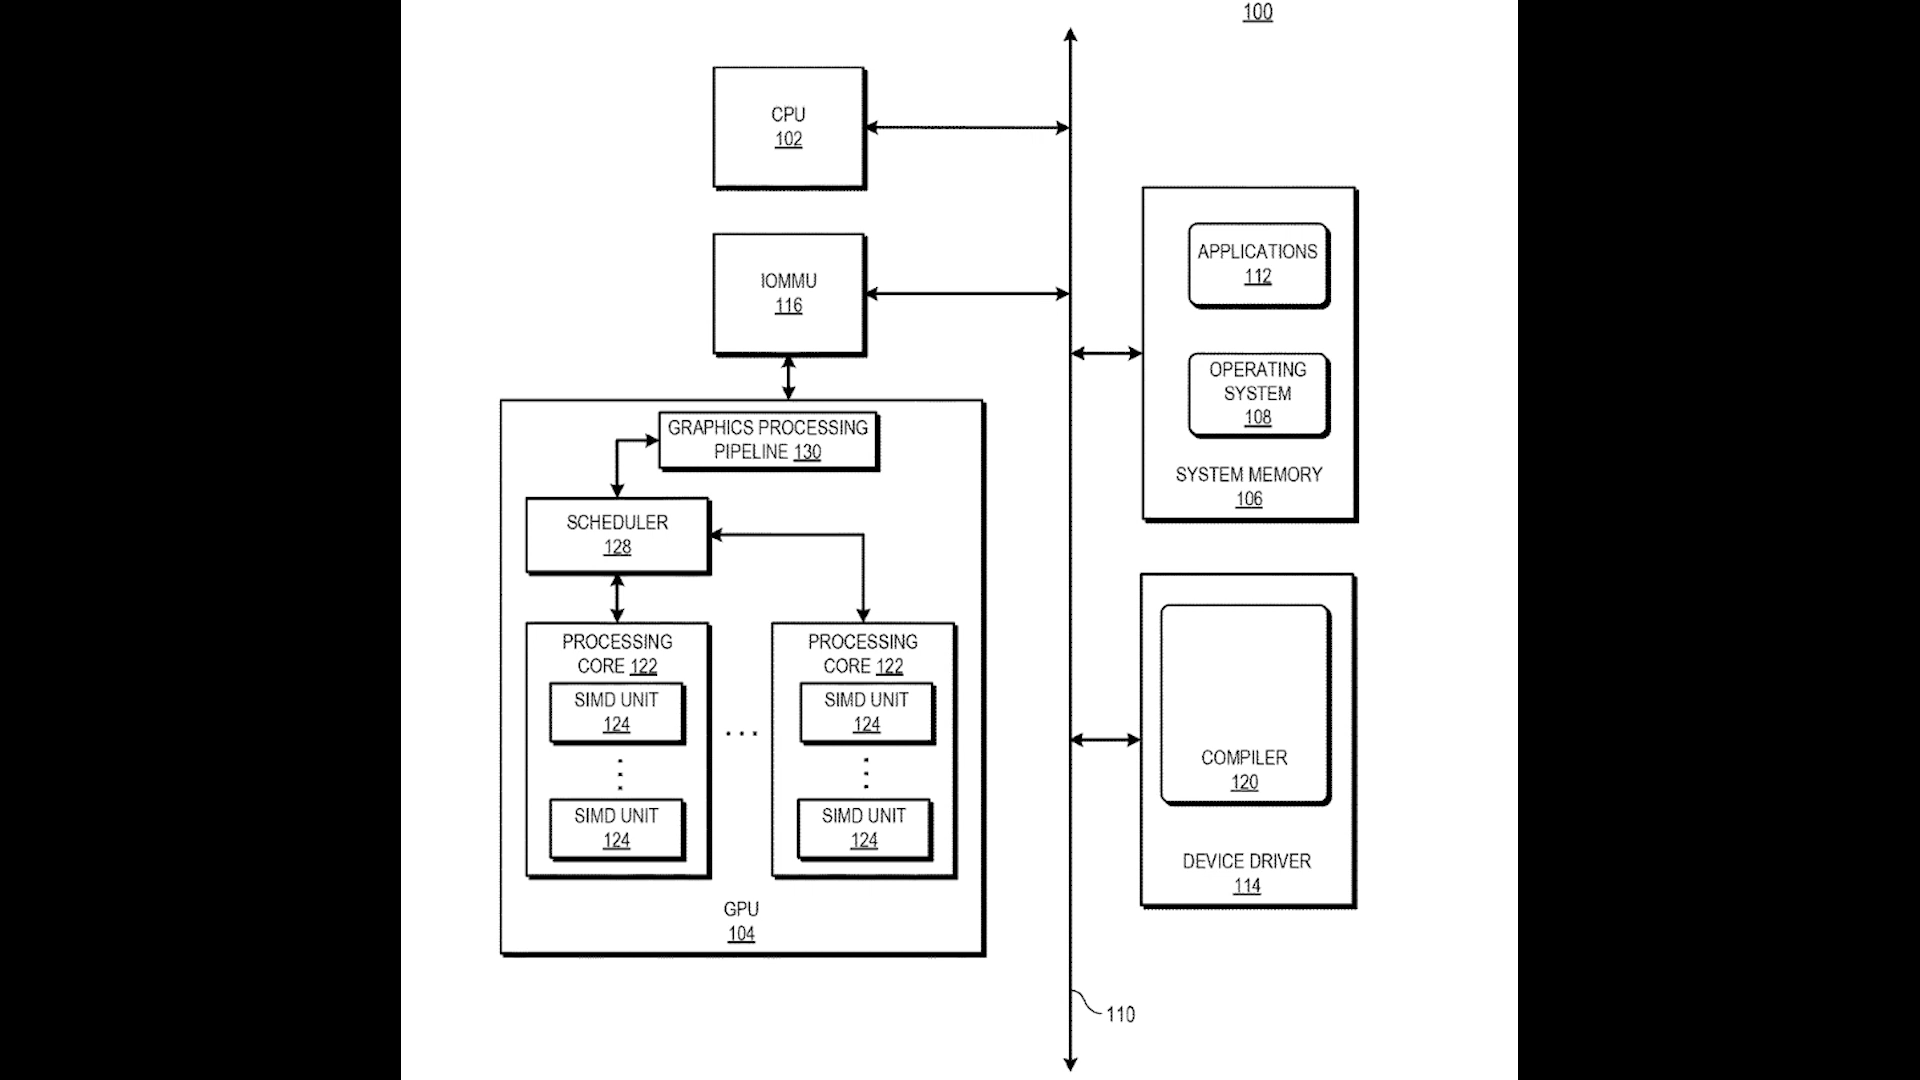 100
CPU
102
IOMMU
116
APPLICATIONS
112
OPERATING
SYSTEM
108
SYSTEM MEMORY
106
GRAPHICS PROCESSING
PIPELINE 130
SCHEDULER
128
PROCESSING
CORE 122
SIMD UNIT
124
SIMD UNIT
124
PROCESSING
CORE 122
SIMD UNIT
124
SIMD UNIT
124
GPU
104
COMPILER
120
DEVICE DRIVER
114
110